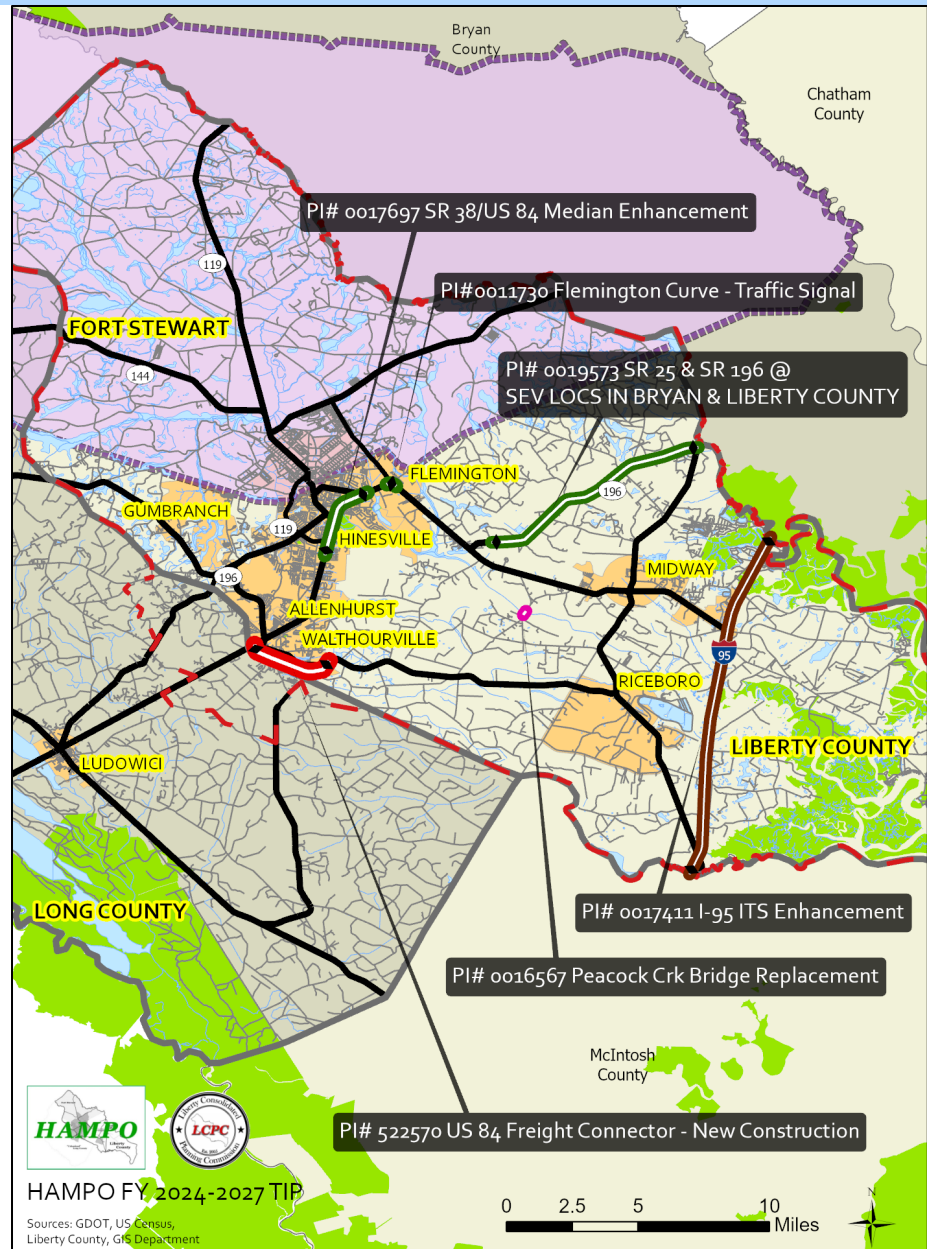 Bryan
County
Chatham
County
PI# 0017697 SR 38/US 84 Median Enhancement
119
PI#0011730 Flemington Curve - Traffic Signal
FORT STEWART
PI# 0019573 SR 25 & SR 196 @
SEV LOCS IN BRYAN & LIBERTY COUNTY
144
FLEMINGTON
196
GUMBRANCH
119
HINESVILLE
MIDWAY
196
ALLENHURST
WALTHOURVILLE
95
RICEBORO
LIBERTY COUNTY
LUDOWICI
LONG COUNTY
PI# 0017411 I-95 ITS Enhancement
PI# 0016567 Peacock Crk Bridge Replacement
McIntosh
County
HAMPO
Liberty Consolidated
LCPC
Planning Commission
PI# 522570 US 84 Freight Connector - New Construction
HAMPO FY 2024-2027 TIP
Sources: GDOT, US Census,
Liberty County, GIS Department
0 2.5 5 10
Miles
N